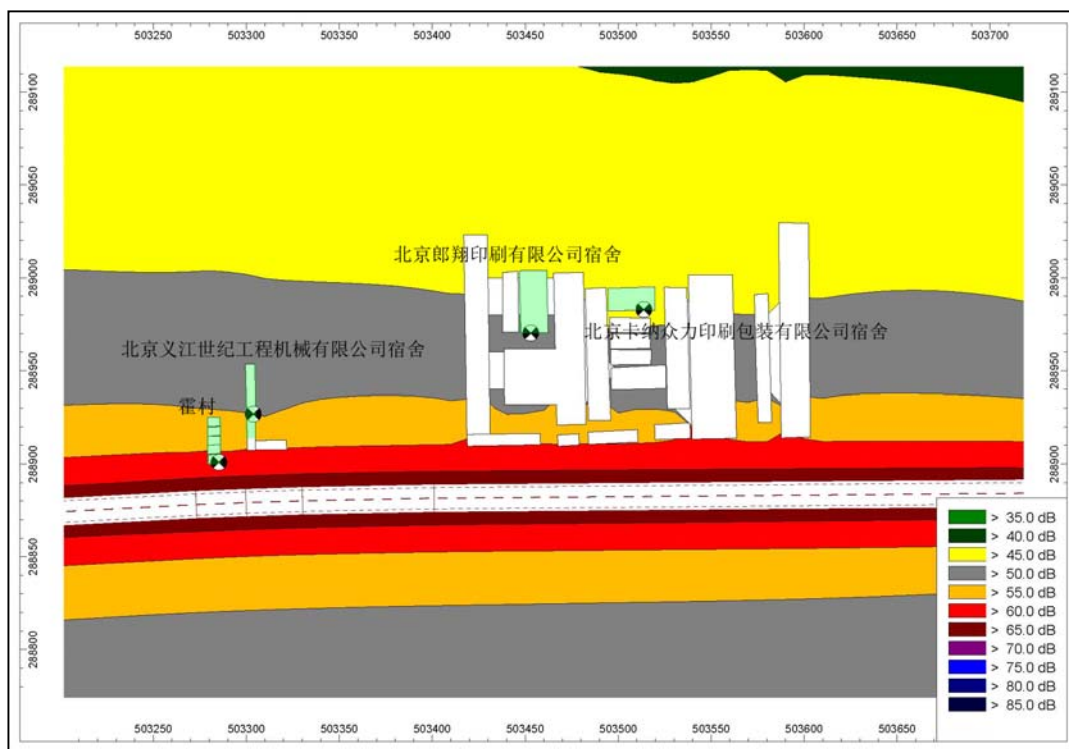 503250 503300 503350 503400 503450 503500 503550 503600 503650 503700
289100
289050
289000
288950
288900
288850
288800
289100
289050
289000
288950
288900
北京郎翔印刷有限公司宿舍
北京卡纳众力印刷包装有限公司宿舍
北京义江世纪工程机械有限公司宿舍
霍村
> 35.0 dB
> 40.0 dB
> 45.0 dB
> 50.0 dB
> 55.0 dB
> 60.0 dB
> 65.0 dB
> 70.0 dB
> 75.0 dB
> 80.0 dB
> 85.0 dB
503250 503300 503350 503400 503450 503500 503550 503600 503650